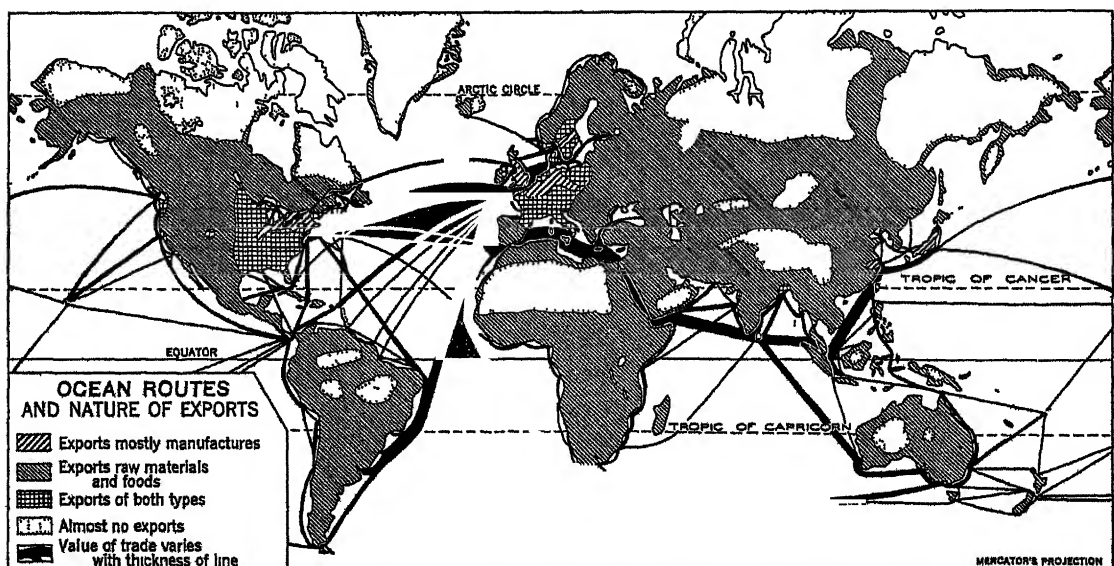 ARCTIC CIRCLE
TROPIC OF CANCER
EQUATOR
TROPIC OF CAPRICORN
OCEAN ROUTES
AND NATURE OF EXPORTS
Exports mostly manufactures
Exports raw materials
and foods
Exports of both types
Almost no exports
Value of trade varies
with thickness of line
MERCATOR'S PROJECTION